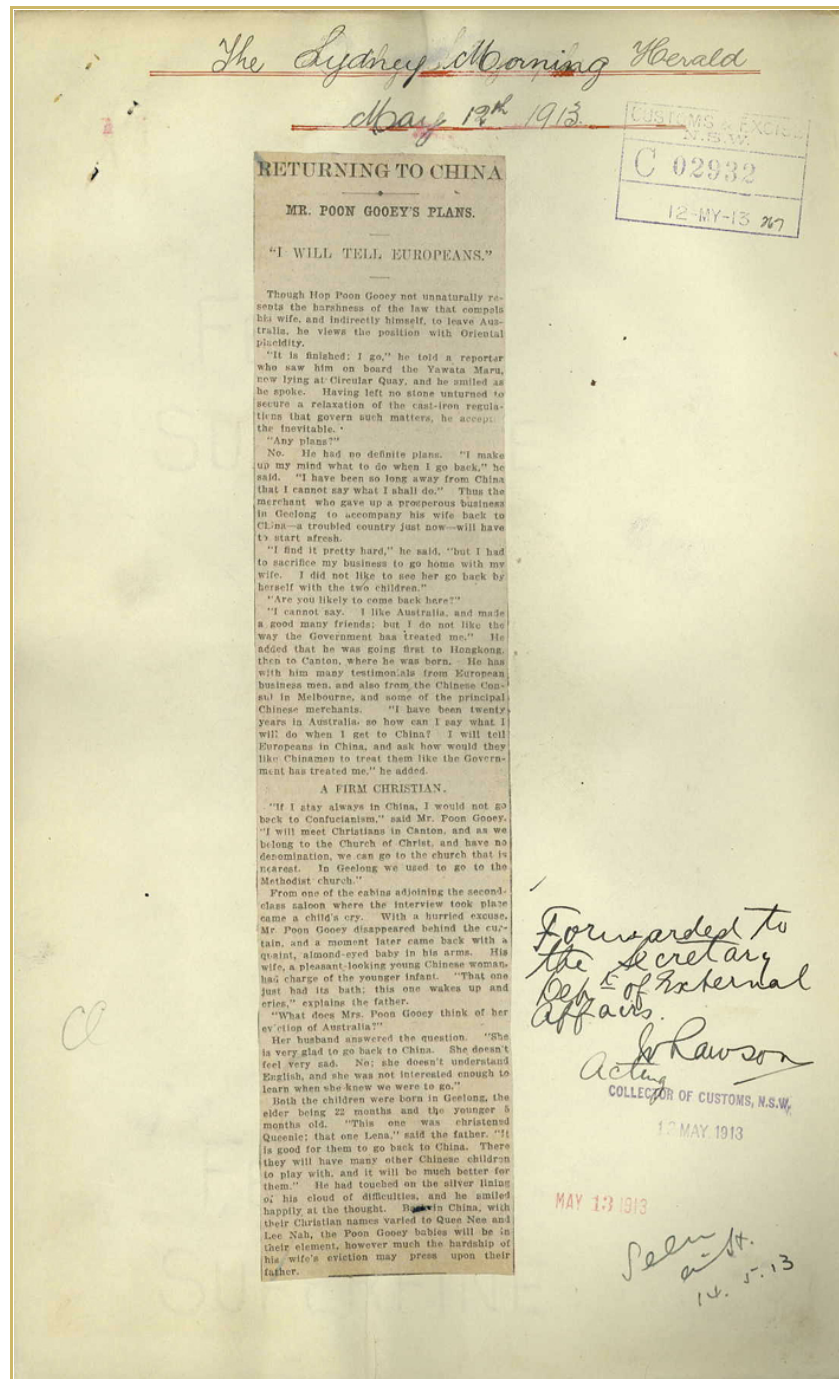 The Sydney Morning Herald
May 12th 1913.
CUSTOMS & EXCISE
N.S.W.
C 02932
12-MY-13 267
RETURNING TO CHINA
MR. POON GOOEY'S PLANS.
"I WILL TELL EUROPEANS."
Though Hop Poon Gooey not unnaturally re-
sents the harshness of the law that compels
his wife, and indirectly himself, to leave Aus-
tralia, he views the position with Oriental
placidity.
"It is finished; I go," he told a reporter
who saw him on board the Yawata Maru,
now lying at Circular Quay, and he smiled as
he spoke. Having left no stone unturned to
secure a relaxation of the cast-iron regula-
tions that govern such matters, he accept
the inevitable.
"Any plans?"
No. He had no definite plans. "I make
up my mind what to do when I go back," he
said. "I have been so long away from China
that I cannot say what I shall do." Thus the
merchant who gave up a prosperous business
in Geelong to accompany his wife back to
China—a troubled country just now—will have
to start afresh.
"I find it pretty hard," he said, "but I had
to sacrifice my business to go home with my
wife. I did not like to see her go back by
herself with the two children."
"Are you likely to come back here?"
"I cannot say. I like Australia, and made
a good many friends; but I do not like the
way the Government has treated me." He
added that he was going first to Hongkong,
then to Canton, where he was born. He has
with him many testimonials from European
business men, and also from the Chinese Con-
sul in Melbourne, and some of the principal
Chinese merchants. "I have been twenty
years in Australia, so how can I say what I
will do when I get to China? I will tell
Europeans in China, and ask how would they
like Chinamen to treat them like the Govern-
ment has treated me," he added.
A FIRM CHRISTIAN.
"If I stay always in China, I would not go
back to Confucianism," said Mr. Poon Gooey.
"I will meet Christians in Canton, and as we
belong to the Church of Christ, and have no
denomination, we can go to the church that is
nearest. In Geelong we used to go to the
Methodist church."
From one of the cabins adjoining the second-
class saloon where the interview took place
came a child's cry. With a hurried excuse,
Mr. Poon Gooey disappeared behind the cur-
tain, and a moment later came back with a
quaint, almond-eyed baby in his arms. His
wife, a pleasant-looking young Chinese woman,
had charge of the younger infant. "That one
just had its bath; this one wakes up and
cries," explains the father.
"What does Mrs. Poon Gooey think of her
eviction of Australia?"
Her husband answered the question. "She
is very glad to go back to China. She doesn't
feel very sad. No; she doesn't understand
English, and she was not interested enough to
learn when she knew we were to go."
Both the children were born in Geelong, the
elder being 22 months and the younger 5
months old. "This one was christened
Queenie; that one Lena," said the father. "It
is good for them to go back to China. There
they will have many other Chinese children
to play with, and it will be much better for
them." He had touched on the silver lining
of his cloud of difficulties, and he smiled
happily at the thought. Back in China, with
their Christian names varied to Quee Nee and
Lee Nah, the Poon Gooey babies will be in
their element, however much the hardship of
his wife's eviction may press upon their
father.
Forwarded to
the Secretary
Dept of External
Affairs.
Lawson
Acting
COLLECTOR OF CUSTOMS, N.S.W.
MAY 1913
MAY 13 1913
Seen
14.5.13